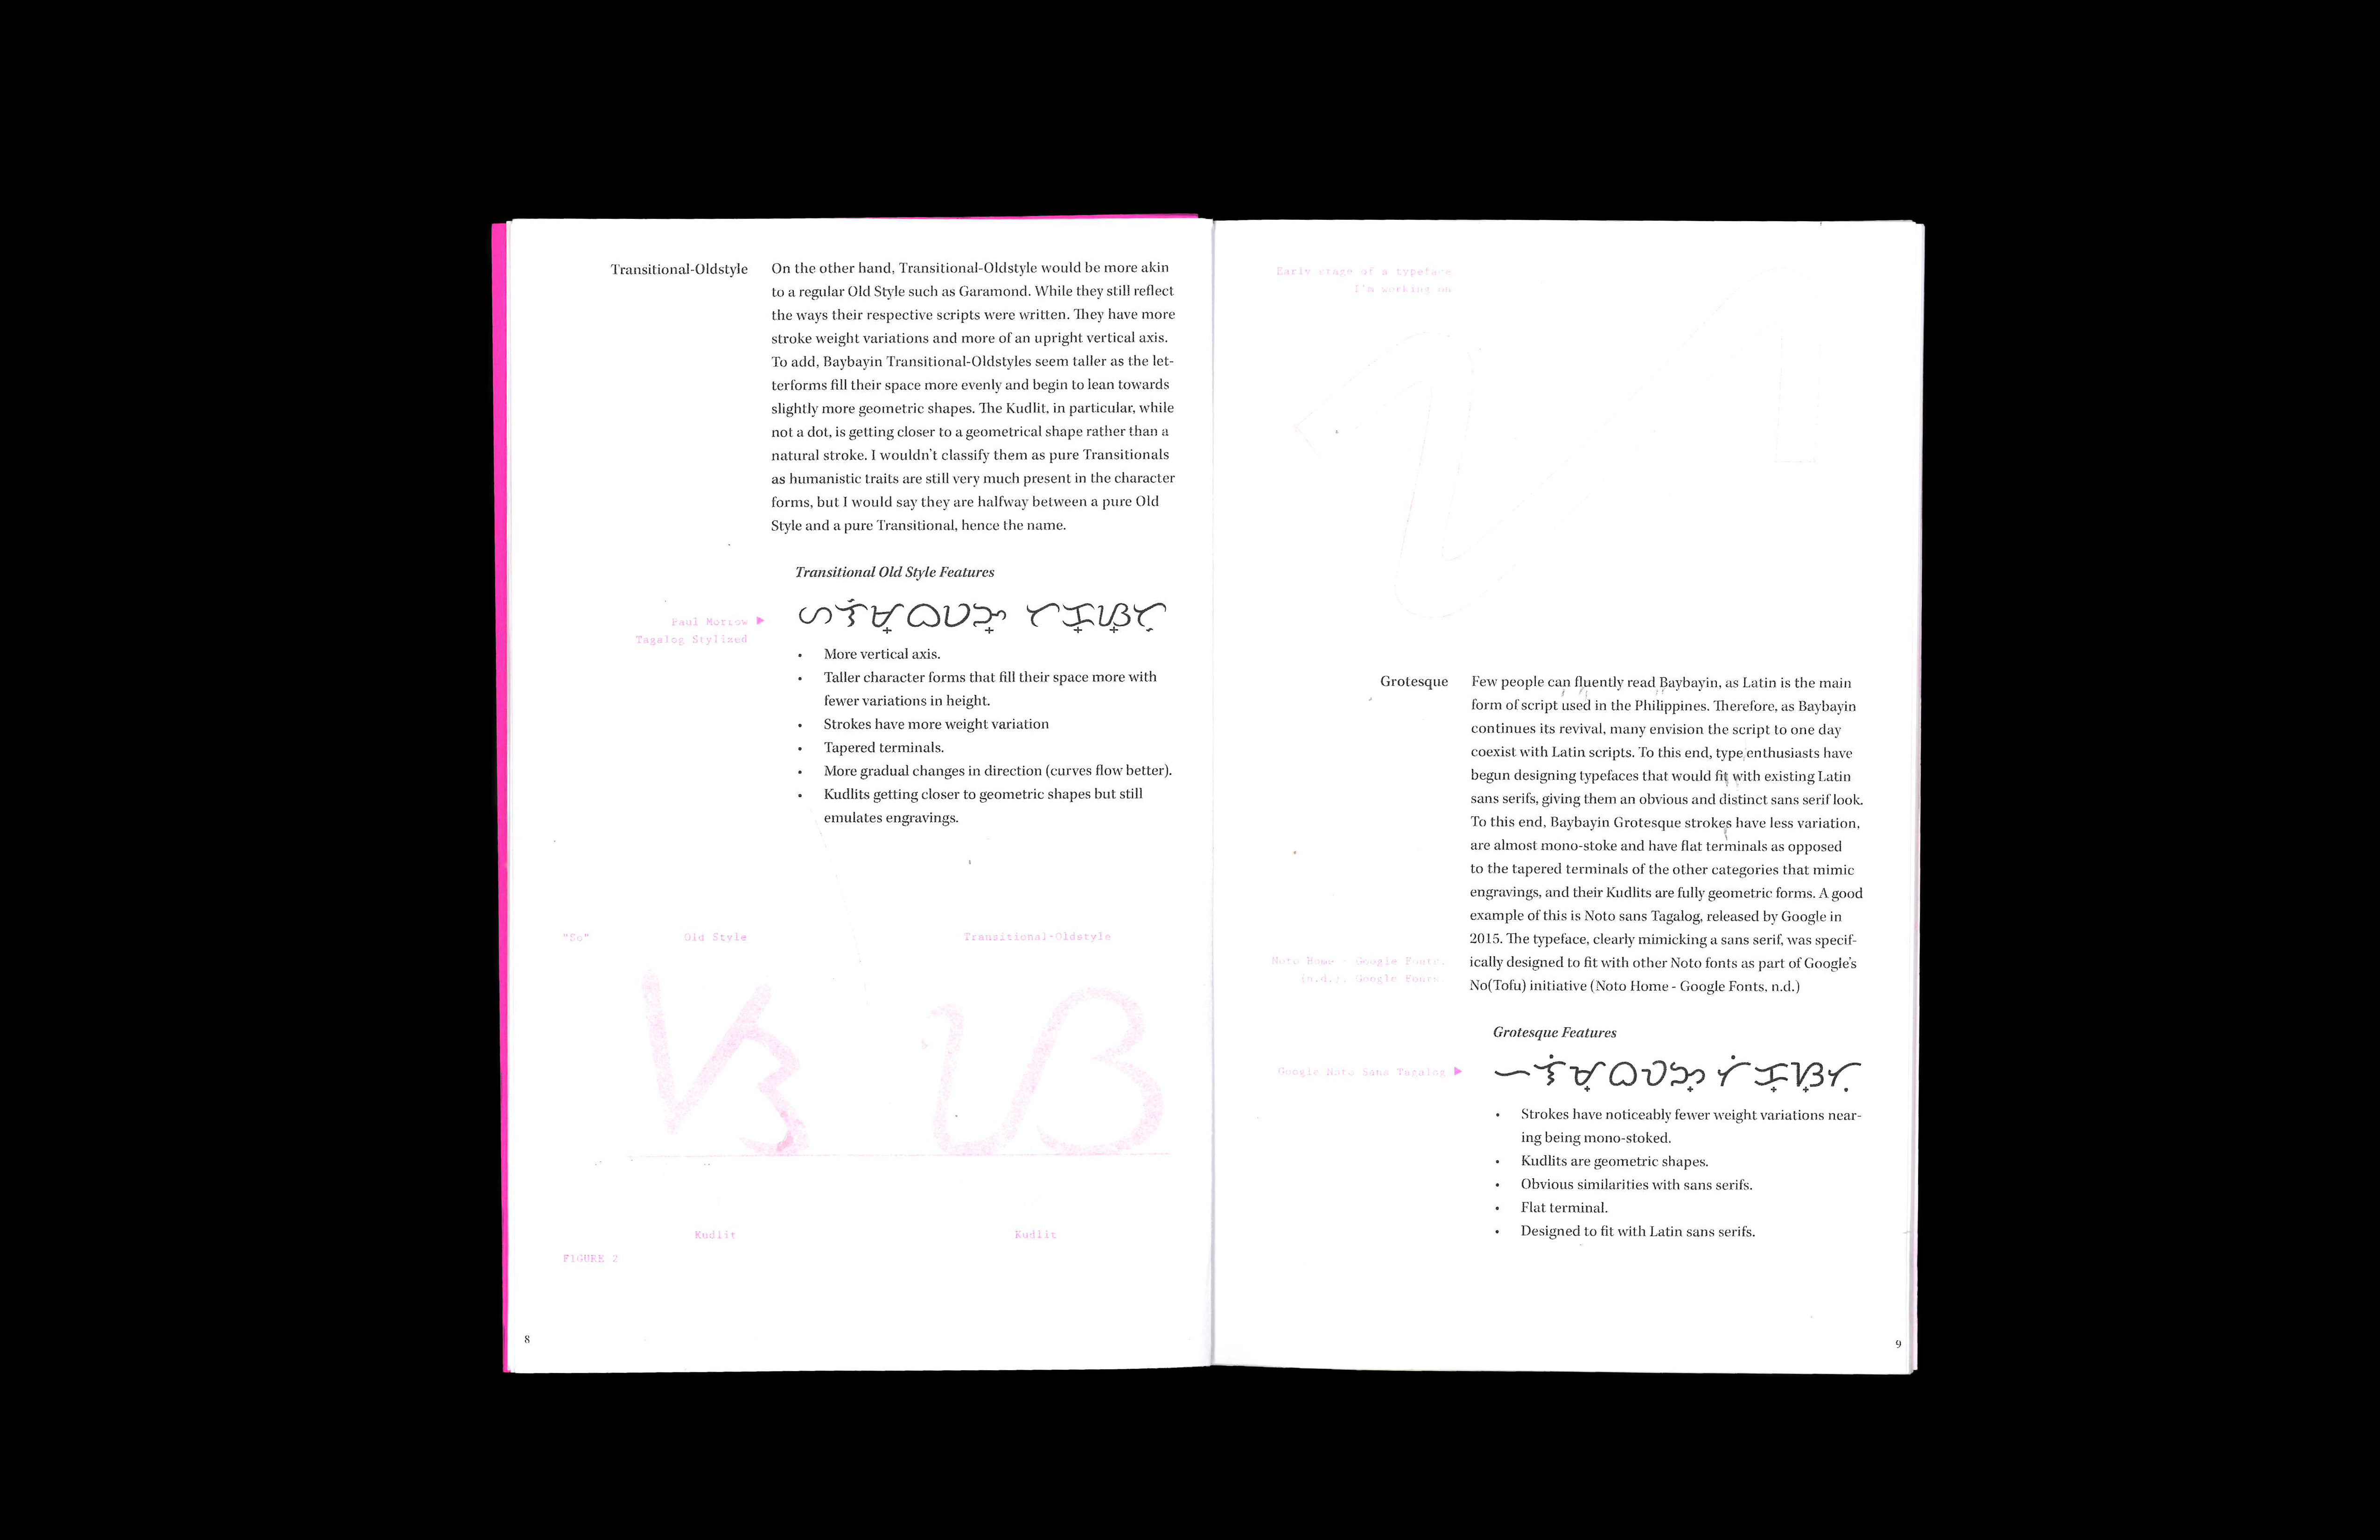 Transitional-Oldstyle
On the other hand, Transitional-Oldstyle would be more akin
to a regular Old Style such as Garamond. While they still reflect
the ways their respective scripts were written. They have more
stroke weight variations and more of an upright vertical axis.
To add, Baybayin Transitional-Oldstyles seem taller as the let-
terforms fill their space more evenly and begin to lean towards
slightly more geometric shapes. The Kudlit, in particular, while
not a dot, is getting closer to a geometrical shape rather than a
natural stroke. I wouldn't classify them as pure Transitionals
as humanistic traits are still very much present in the character
forms, but I would say they are halfway between a pure Old
Style and a pure Transitional, hence the name.
Transitional Old Style Features
Paul Morrow ▶
Tagalog Stylized
• More vertical axis.
• Taller character forms that fill their space more with
fewer variations in height.
• Strokes have more weight variation
• Tapered terminals.
• More gradual changes in direction (curves flow better).
• Kudlits getting closer to geometric shapes but still
emulates engravings.
Old Style
Transitional-Oldstyle
Kudlit
Kudlit
FIGURE 2
8
Early stage of a typeface
I'm working on
Grotesque
Few people can fluently read Baybayin, as Latin is the main
form of script used in the Philippines. Therefore, as Baybayin
continues its revival, many envision the script to one day
coexist with Latin scripts. To this end, type enthusiasts have
begun designing typefaces that would fit with existing Latin
sans serifs, giving them an obvious and distinct sans serif look.
To this end, Baybayin Grotesque strokes have less variation,
are almost mono-stoke and have flat terminals as opposed
to the tapered terminals of the other categories that mimic
engravings, and their Kudlits are fully geometric forms. A good
example of this is Noto sans Tagalog, released by Google in
2015. The typeface, clearly mimicking a sans serif, was specif-
ically designed to fit with other Noto fonts as part of Google's
No(Tofu) initiative (Noto Home - Google Fonts, n.d.)
Noto Home - Google Fonts.
(n.d.). Google Fonts.
Grotesque Features
Google Noto Sans Tagalog ▶
• Strokes have noticeably fewer weight variations near-
ing being mono-stoked.
• Kudlits are geometric shapes.
• Obvious similarities with sans serifs.
• Flat terminal.
• Designed to fit with Latin sans serifs.
9